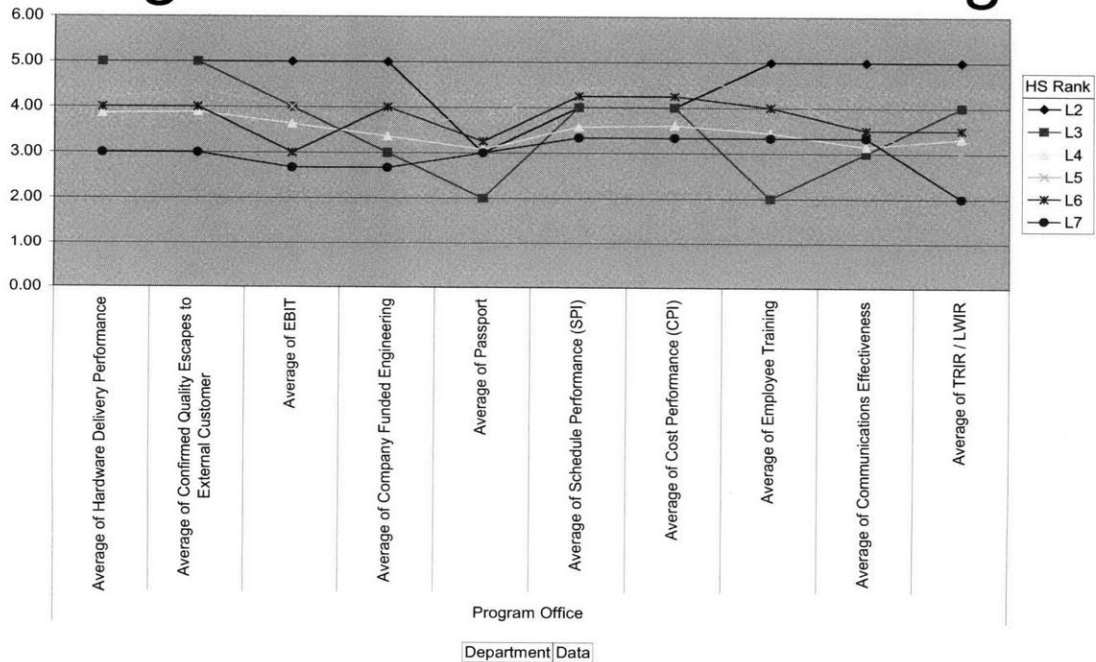 6.00
5.00
4.00
3.00
2.00
1.00
0.00
Average of Hardware Delivery Performance
Average of Confirmed Quality Escapes to
External Customer
Average of EBIT
Average of Company Funded Engineering
Average of Passport
Average of Schedule Performance (SPI)
Average of Cost Performance (CPI)
Average of Employee Training
Average of Communications Effectiveness
Average of TRIR / LWIR
Program Office
Department Data
HS Rank
L2
L3
L4
L5
L6
L7